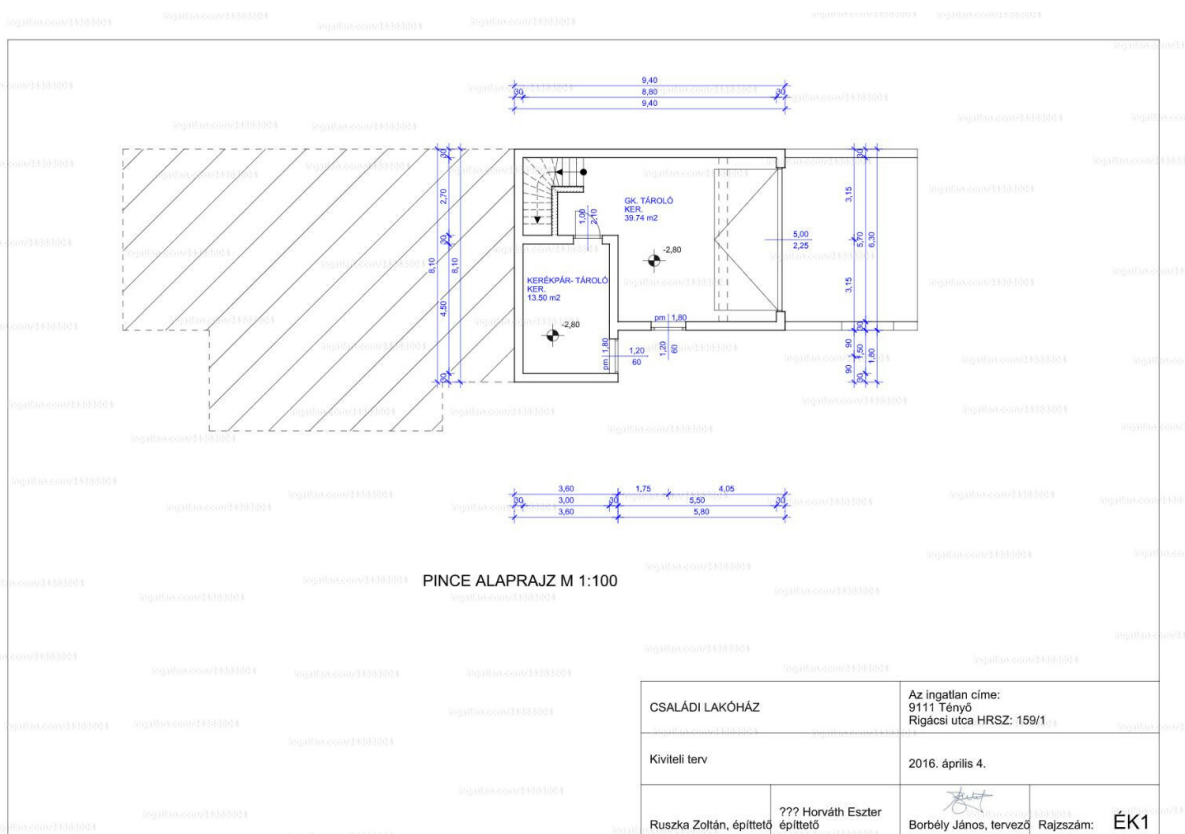 9,40
30 8,80 30
9,40
30
2,70
30
8,10
8,10
4,50
30
GK. TÁROLÓ
KER.
39.74 m2
1,00
2,10
-2,80
5,00
2,25
KERÉKPÁR- TÁROLÓ
KER.
13.50 m2
-2,80
pm 1,80
1,20
60
pm 1,80
1,20
60
30
3,15
5,70
6,30
3,15
30
90
1,50
1,80
90
30
3,60 1,75 4,05
30 3,00 30 5,50 30
3,60 5,80
PINCE ALAPRAJZ M 1:100
CSALÁDI LAKÓHÁZ
Az ingatlan címe:
9111 Tényő
Rigácsi utca HRSZ: 159/1
Kiviteli terv
2016. április 4.
Ruszka Zoltán, építtető
??? Horváth Eszter
építtető
Borbély János, tervező
Rajzszám: ÉK1